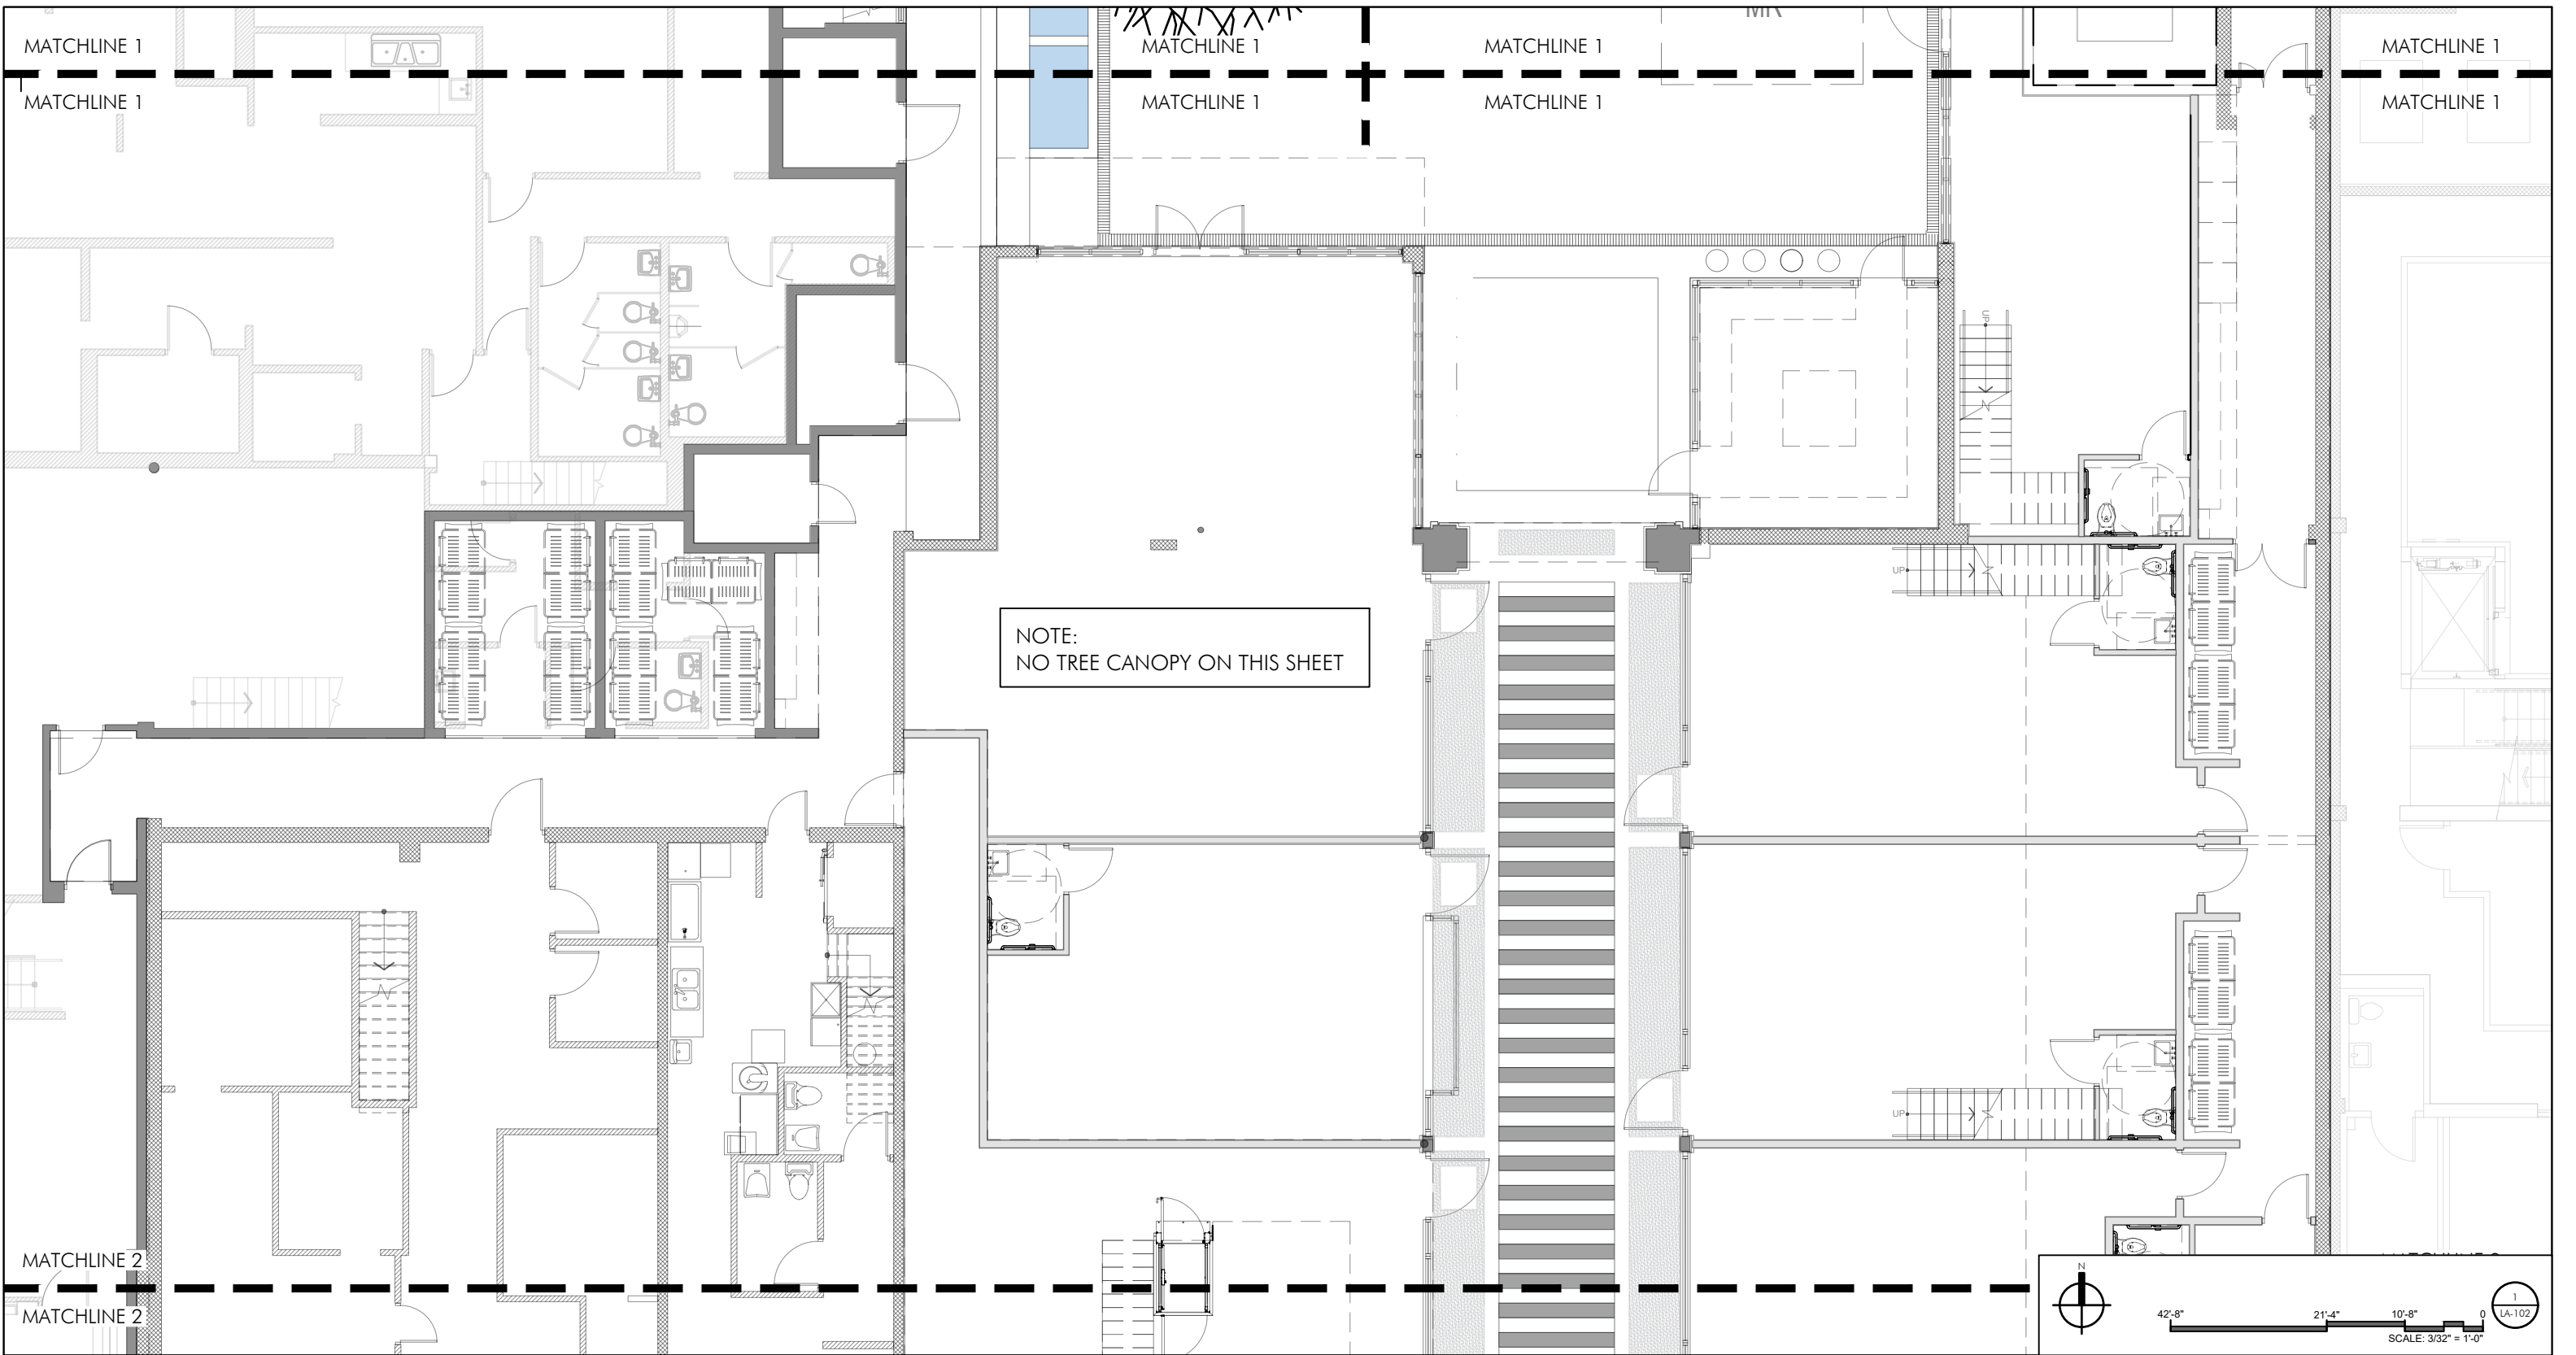 MR
MATCHLINE 1
MATCHLINE 1
MATCHLINE 1
MATCHLINE 1
MATCHLINE 1
MATCHLINE 1
MATCHLINE 1
MATCHLINE 1
UP
UP
NOTE:
NO TREE CANOPY ON THIS SHEET
UP
MATCHLINE 2
MATCHLINE 2
N
42'-8"
21'-4"
10'-8"
0
SCALE: 3/32" = 1'-0"
1
LA-102